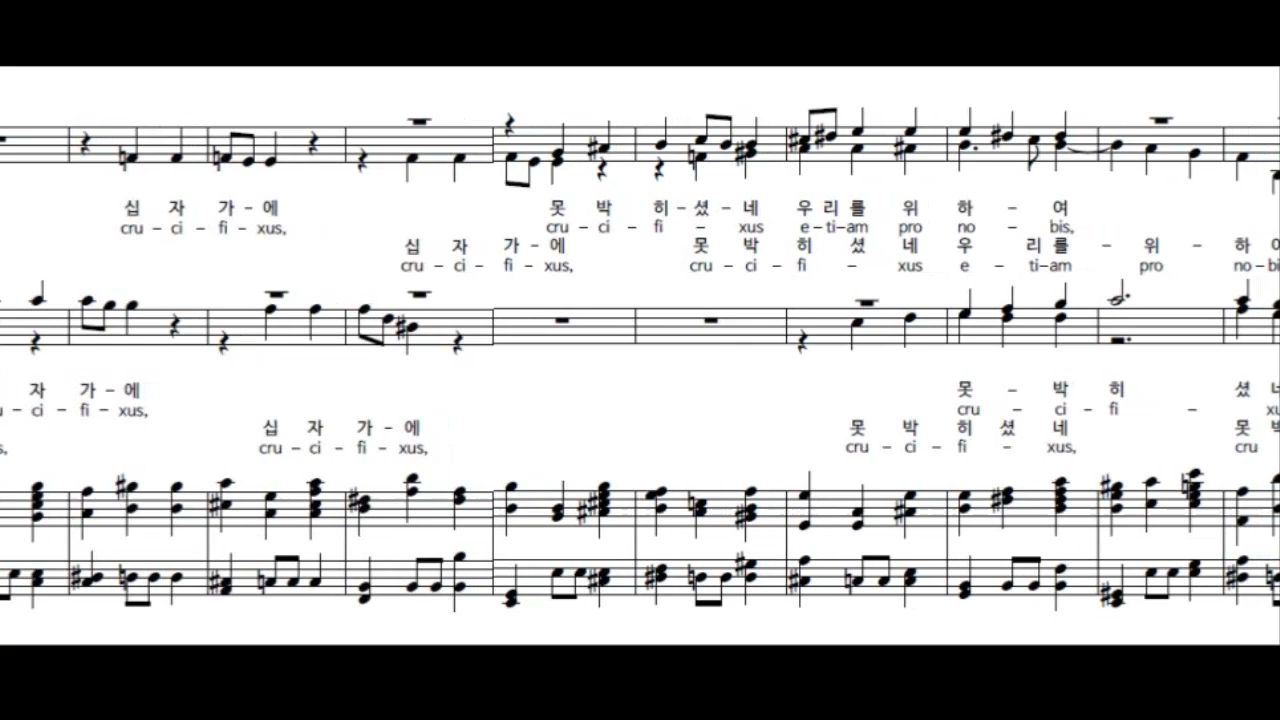 십 자 가 – 에 못 박 히 – 셨 – 네 우 리 를 위 하 – 여
cru – ci – fi – xus, cru – ci – fi – xus e – ti–am pro no – bis,
십 자 가 – 에 못 박 히 셨 네 우 리 를 – 위 – 하
cru – ci – fi – xus, cru – ci – fi – xus e – ti–am pro no–bi
자 가 – 에 못 – 박 히 셨
– ci – fi – xus, cru – ci – fi –
십 자 가 – 에 못 박 히 셨 네 못 박
cru – ci – fi – xus, cru – ci – fi – xus, cru